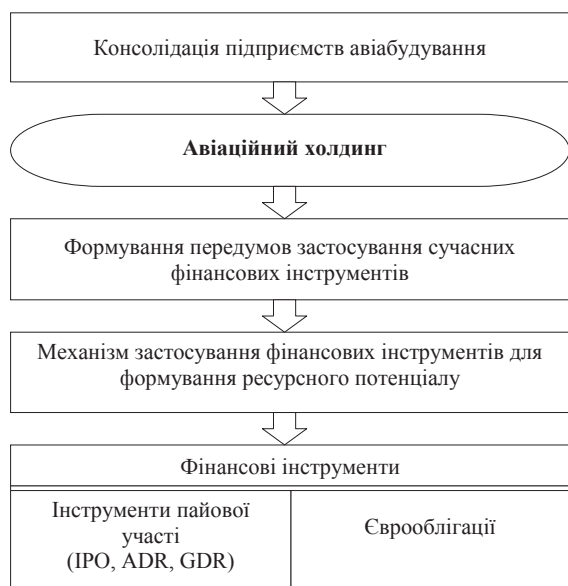 Консолідація підприємств авіабудування
Авіаційний холдинг
Формування передумов застосування сучасних
фінансових інструментів
Механізм застосування фінансових інструментів для
формування ресурсного потенціалу
Фінансові інструменти
Інструменти пайової
участі
(IPO, ADR, GDR)
Єврооблігації